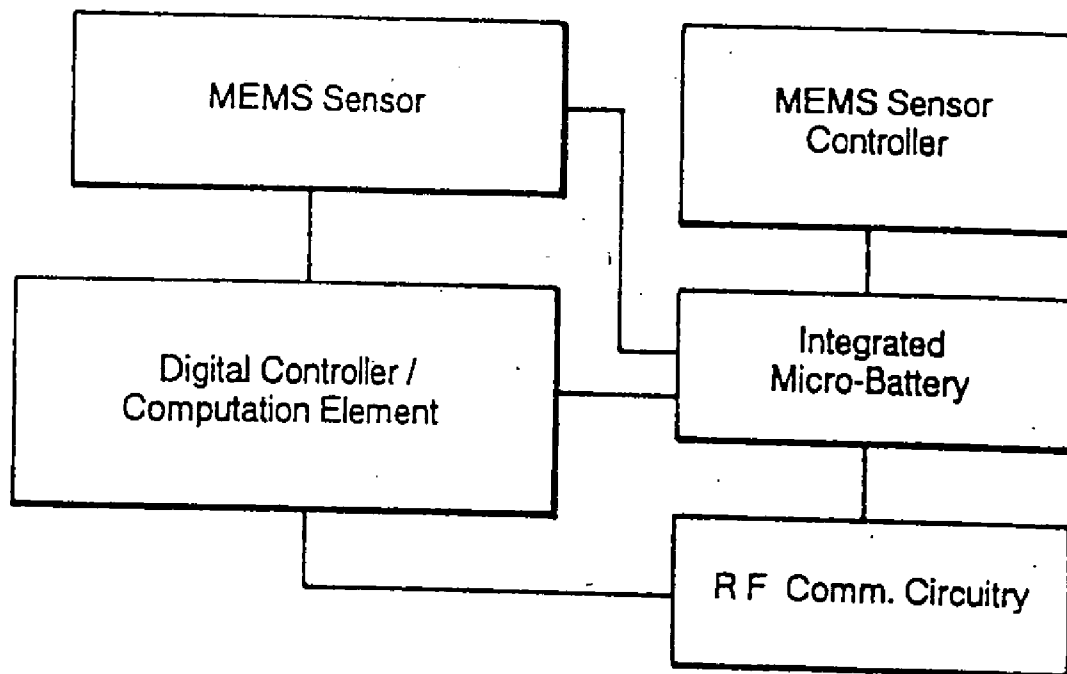 MEMS Sensor
MEMS Sensor
Controller
Digital Controller /
Computation Element
Integrated
Micro-Battery
R F Comm. Circuitry